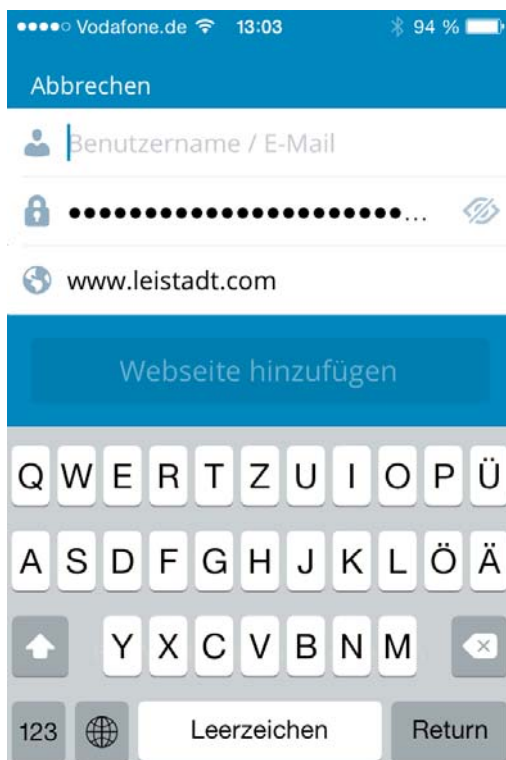 Vodafone.de 13:03 94 %
Abbrechen
Benutzername / E-Mail
••••••••••••••••••••••...
www.leistadt.com
Webseite hinzufügen
Q W E R T Z U I O P Ü
A S D F G H J K L Ö Ä
Y X C V B N M
123 Leerzeichen Return